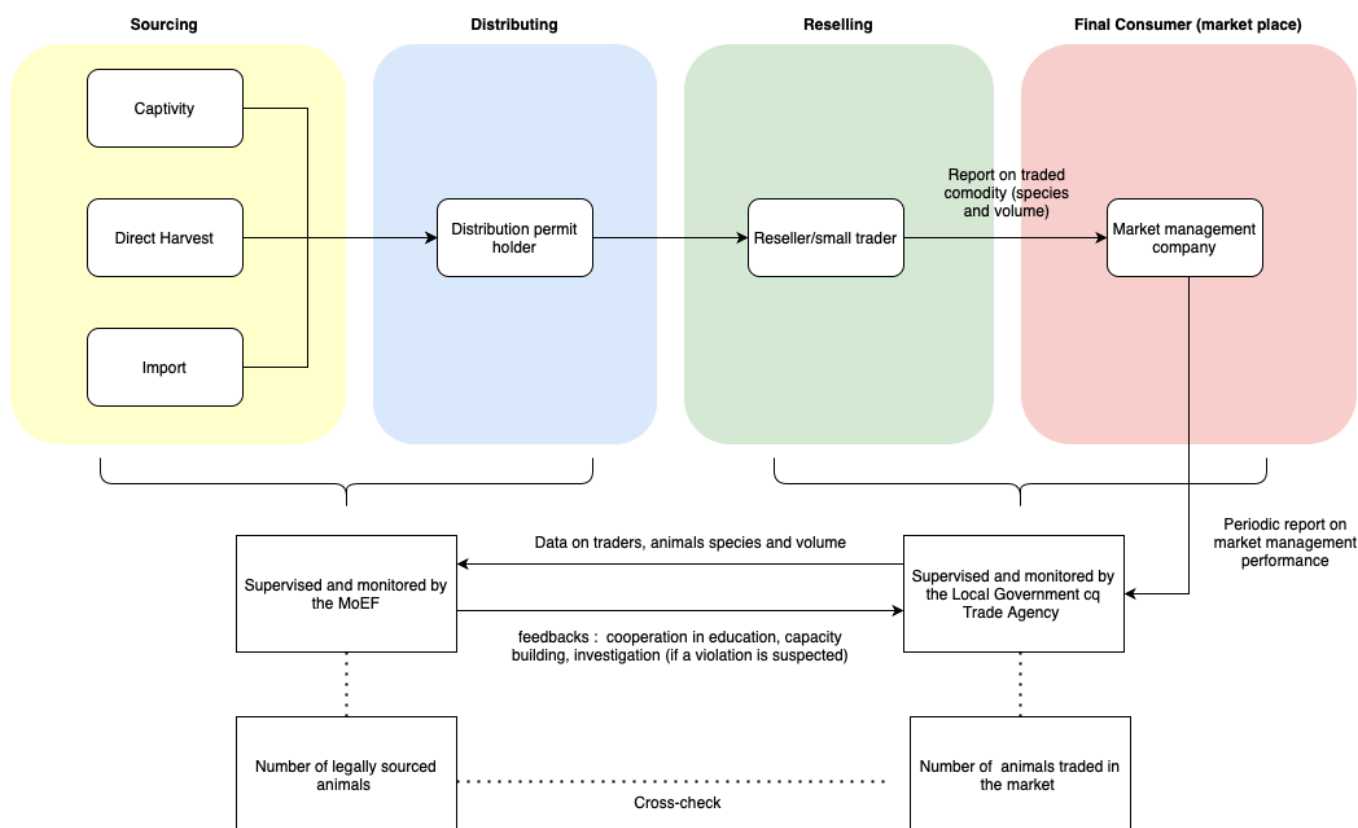 Sourcing
Distributing
Reselling
Final Consumer (market place)
Captivity
Direct Harvest
Import
Distribution permit
holder
Reseller/small trader
Report on traded
comodity (species
and volume)
Market management
company
Periodic report on
market management
performance
Supervised and monitored by
the MoEF
Data on traders, animals species and volume
feedbacks :  cooperation in education, capacity
building, investigation (if a violation is suspected)
Supervised and monitored by
the Local Government cq
Trade Agency
Number of legally sourced
animals
Cross-check
Number of  animals traded in
the market